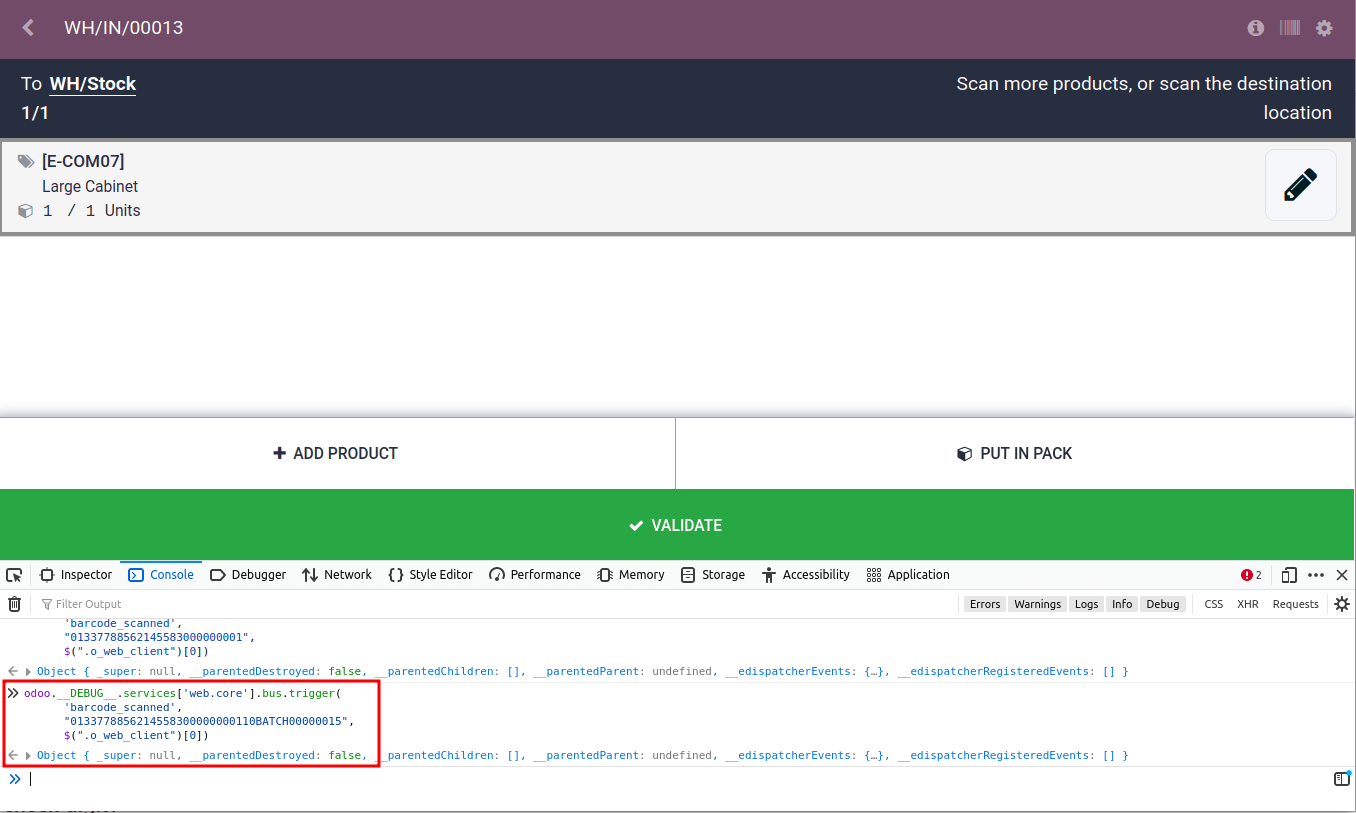 WH/IN/00013
To WH/Stock
1/1
Scan more products, or scan the destination
location
[E-COM07]
Large Cabinet
1 / 1 Units
ADD PRODUCT
PUT IN PACK
VALIDATE
Inspector Console Debugger Network Style Editor Performance Memory Storage Accessibility Application 2
Filter Output Errors Warnings Logs Info Debug CSS XHR Requests
'barcode_scanned',
"01337788562145583000000001",
$(".o_web_client")[0])
Object { _super: null, __parentedDestroyed: false, __parentedChildren: [], __parentedParent: undefined, __edispatcherEvents: {…}, __edispatcherRegisteredEvents: [] }
odoo.__DEBUG__.services['web.core'].bus.trigger(
'barcode_scanned',
"0133778856214558300000000110BATCH00000015",
$(".o_web_client")[0])
Object { _super: null, __parentedDestroyed: false, __parentedChildren: [], __parentedParent: undefined, __edispatcherEvents: {…}, __edispatcherRegisteredEvents: [] }